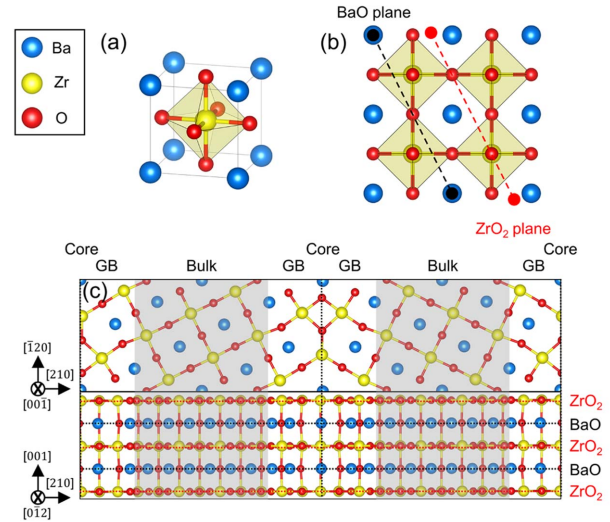 Ba
Zr
O
(a)
(b)
BaO plane
ZrO₂ plane
Core Core Core
GB Bulk GB GB Bulk GB
(c)
[1̅20]
[210]
[001̅]
ZrO₂
BaO
ZrO₂
BaO
ZrO₂
[001]
[210]
[01̅2]